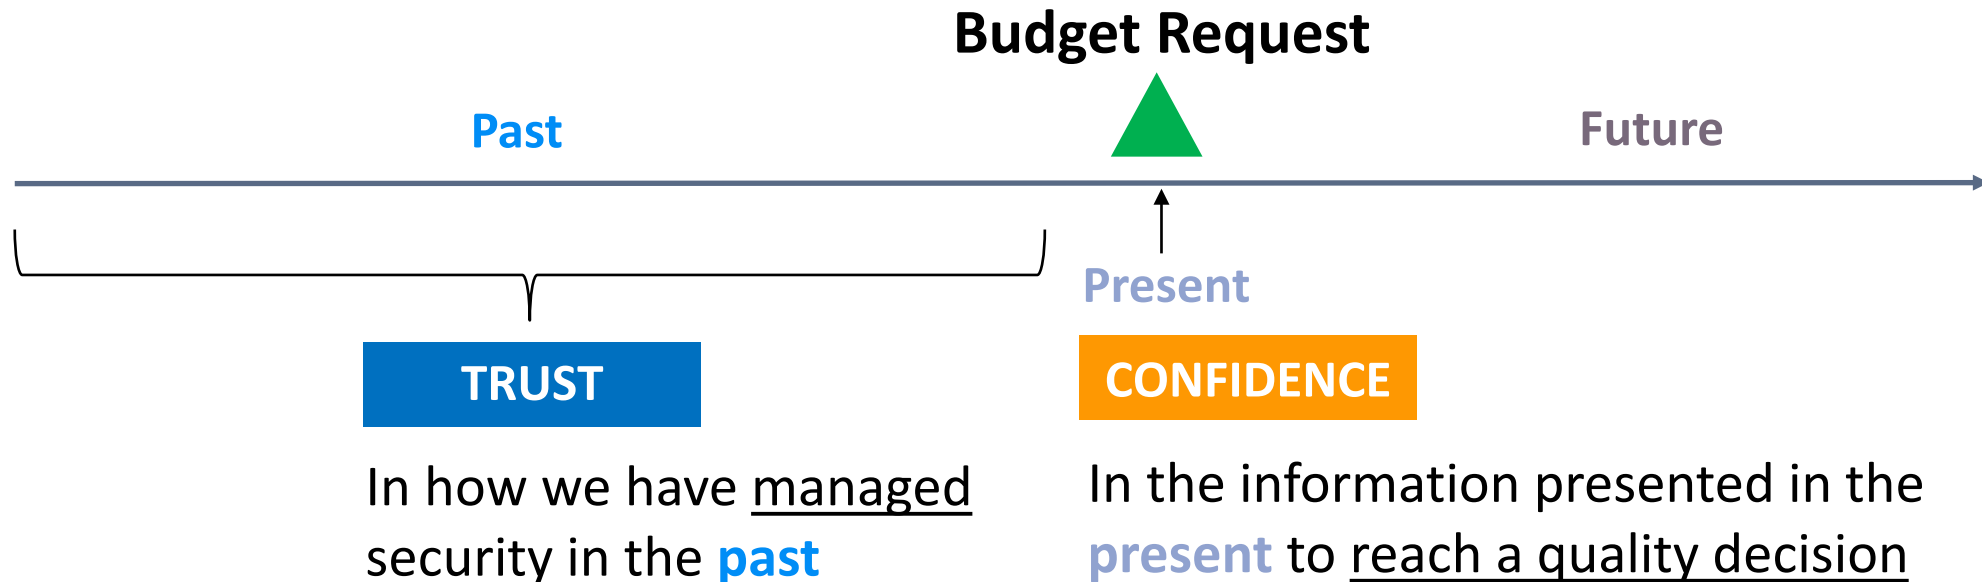 Budget Request
Past
Future
Present
TRUST
CONFIDENCE
In how we have managed
security in the past
In the information presented in the
present to reach a quality decision